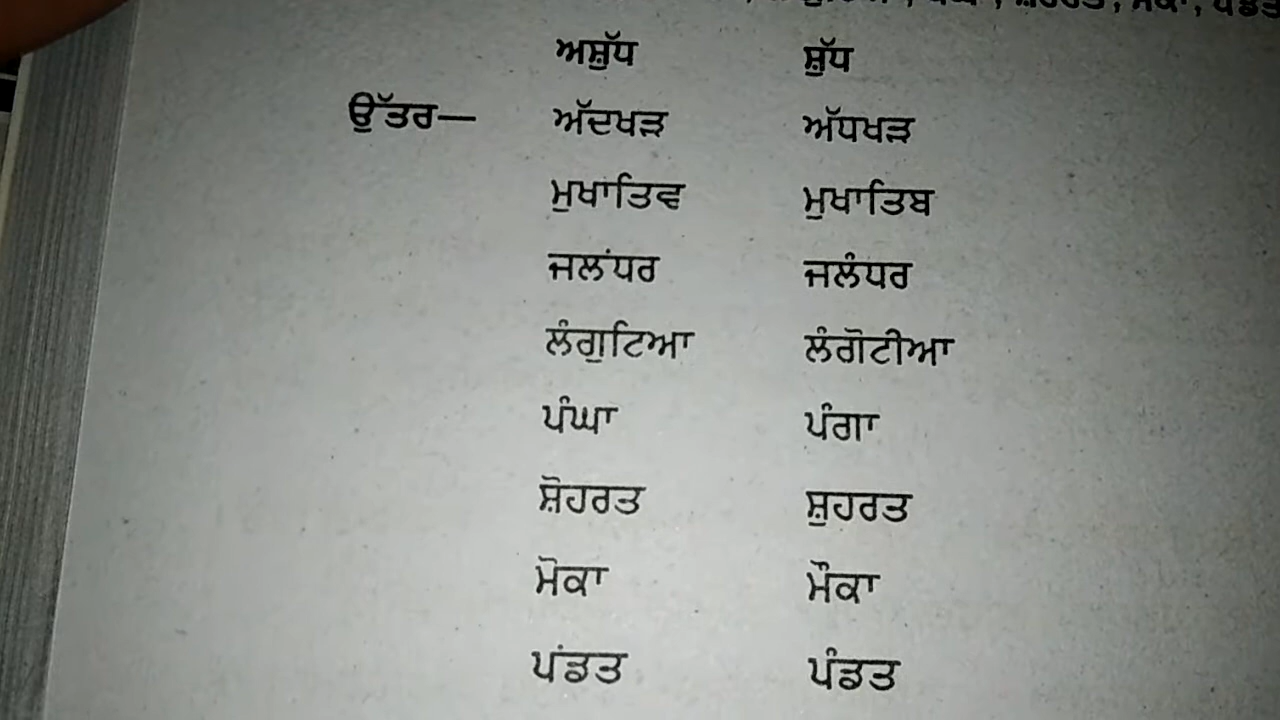 ਅਸ਼ੁੱਧ ਸ਼ੁੱਧ
ਉੱਤਰ— ਅੱਦਖੜ ਅੱਧਖੜ
ਮੁਖਾਤਿਵ ਮੁਖਾਤਿਬ
ਜਲਾਂਧਰ ਜਲੰਧਰ
ਲੰਗੁਟਿਆ ਲੰਗੋਟੀਆ
ਪੰਘਾ ਪੰਗਾ
ਸ਼ੋਹਰਤ ਸ਼ੁਹਰਤ
ਮੋਕਾ ਮੌਕਾ
ਪਂਡਤ ਪੰਡਤ